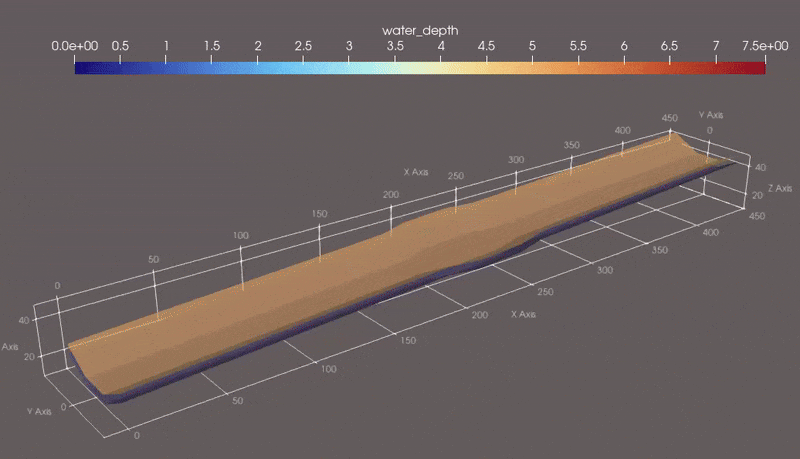 water_depth
0.0e+00 0.5 1 1.5 2 2.5 3 3.5 4 4.5 5 5.5 6 6.5 7 7.5e+00
450 Y Axis
400 0
350
300 40
X Axis 250 20 Z Axis
200 450
150 400
100 350
50 300
0 250
40 X Axis
200
20 150
Axis
100
0 50
Y Axis
0